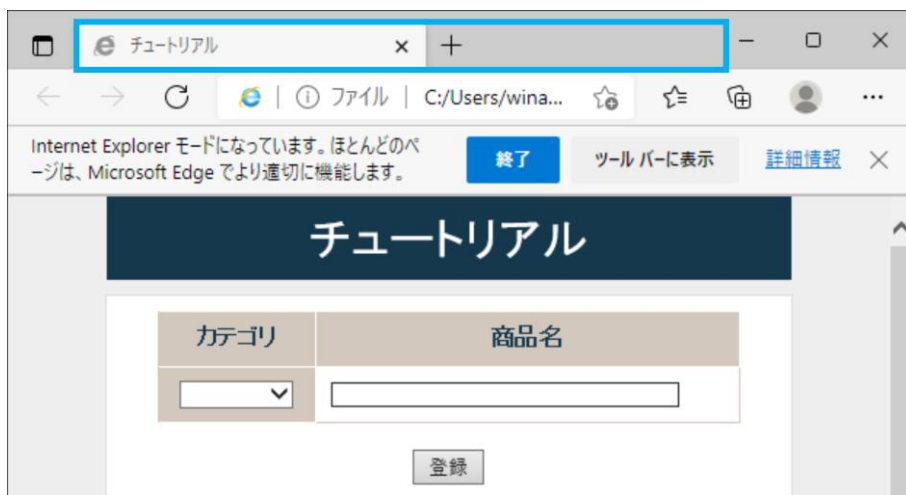 チュートリアル
ファイル | C:/Users/wina...
Internet Explorer モードになっています。ほとんどのペ
ージは、Microsoft Edge でより適切に機能します。
終了
ツール バーに表示
詳細情報
チュートリアル
カテゴリ 商品名
登録